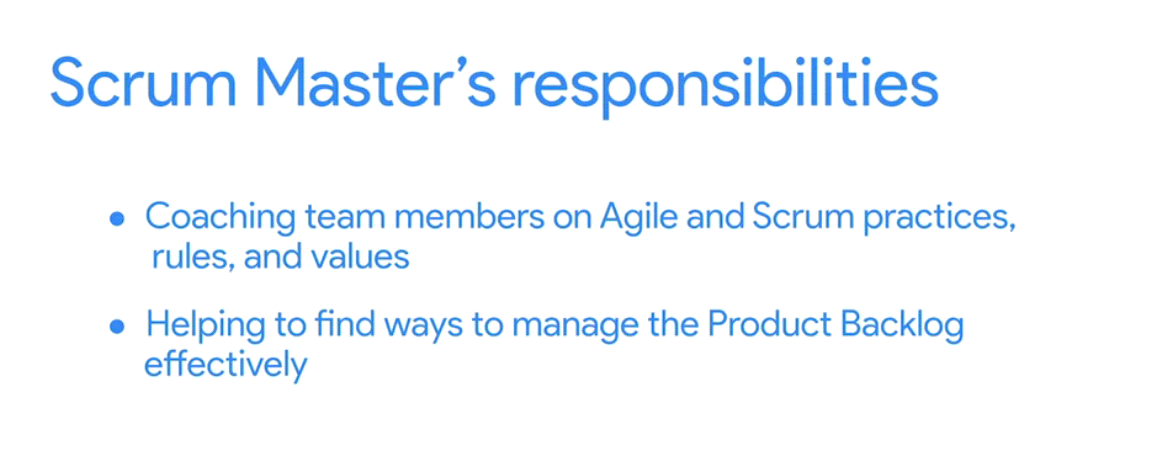 Scrum Master’s responsibilities
● Coaching team members on Agile and Scrum practices,
rules, and values
● Helping to find ways to manage the Product Backlog
effectively